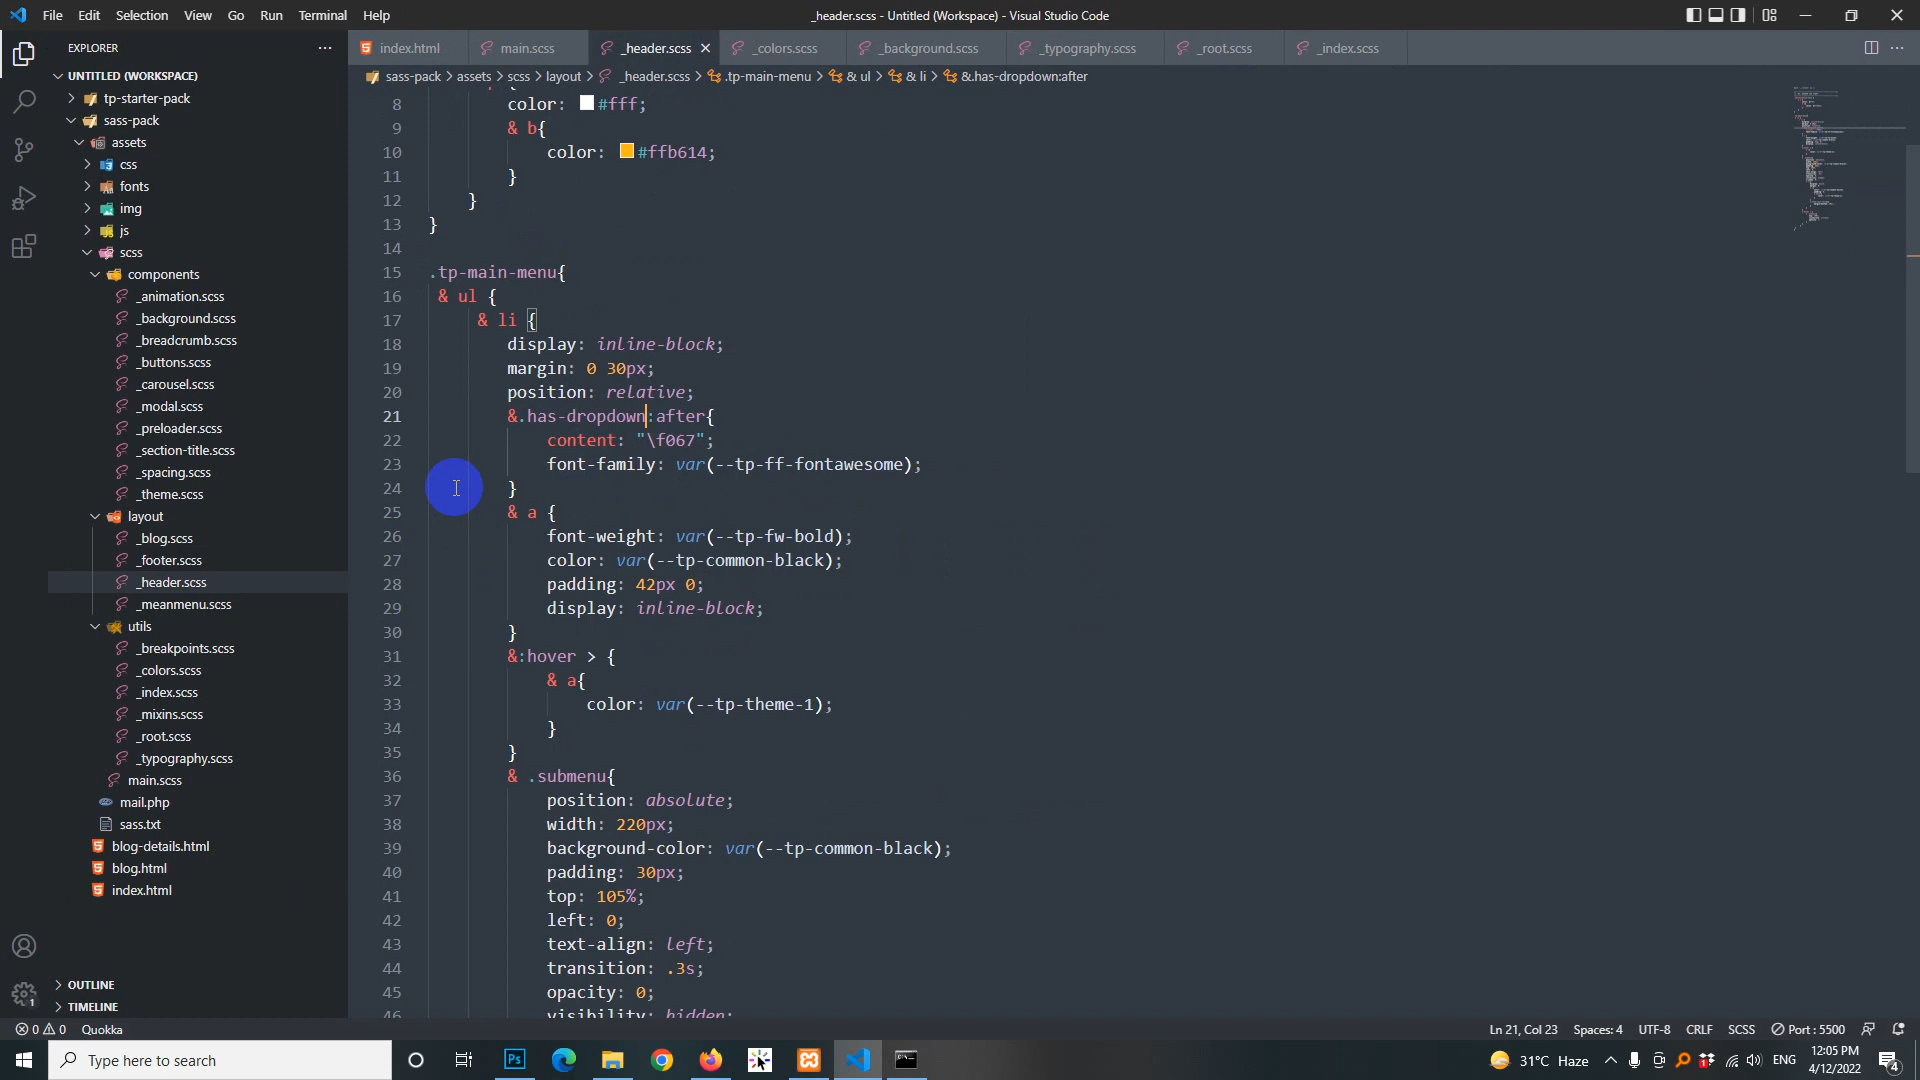 File Edit Selection View Go Run Terminal Help
_header.scss - Untitled (Workspace) - Visual Studio Code
EXPLORER
UNTITLED (WORKSPACE)
tp-starter-pack
sass-pack
assets
css
fonts
img
js
scss
components
_animation.scss
_background.scss
_breadcrumb.scss
_buttons.scss
_carousel.scss
_modal.scss
_preloader.scss
_section-title.scss
_spacing.scss
_theme.scss
layout
_blog.scss
_footer.scss
_header.scss
_meanmenu.scss
utils
_breakpoints.scss
_colors.scss
_index.scss
_mixins.scss
_root.scss
_typography.scss
main.scss
mail.php
sass.txt
blog-details.html
blog.html
index.html
OUTLINE
TIMELINE
index.html main.scss _header.scss _colors.scss _background.scss _typography.scss _root.scss _index.scss
sass-pack > assets > scss > layout > _header.scss > .tp-main-menu > & ul > & li > &.has-dropdown:after
8 color: #fff;
9 & b{
10 color: #ffb614;
11 }
12 }
13 }
14
15 .tp-main-menu{
16 & ul {
17 & li {
18 display: inline-block;
19 margin: 0 30px;
20 position: relative;
21 &.has-dropdown:after{
22 content: "\f067";
23 font-family: var(--tp-ff-fontawesome);
24 }
25 & a {
26 font-weight: var(--tp-fw-bold);
27 color: var(--tp-common-black);
28 padding: 42px 0;
29 display: inline-block;
30 }
31 &:hover > {
32 & a{
33 color: var(--tp-theme-1);
34 }
35 }
36 & .submenu{
37 position: absolute;
38 width: 220px;
39 background-color: var(--tp-common-black);
40 padding: 30px;
41 top: 105%;
42 left: 0;
43 text-align: left;
44 transition: .3s;
45 opacity: 0;
46 visibility: hidden;
0 0 Quokka
Ln 21, Col 23 Spaces: 4 UTF-8 CRLF SCSS Port : 5500
Type here to search
31°C Haze
ENG
12:05 PM
4/12/2022
4